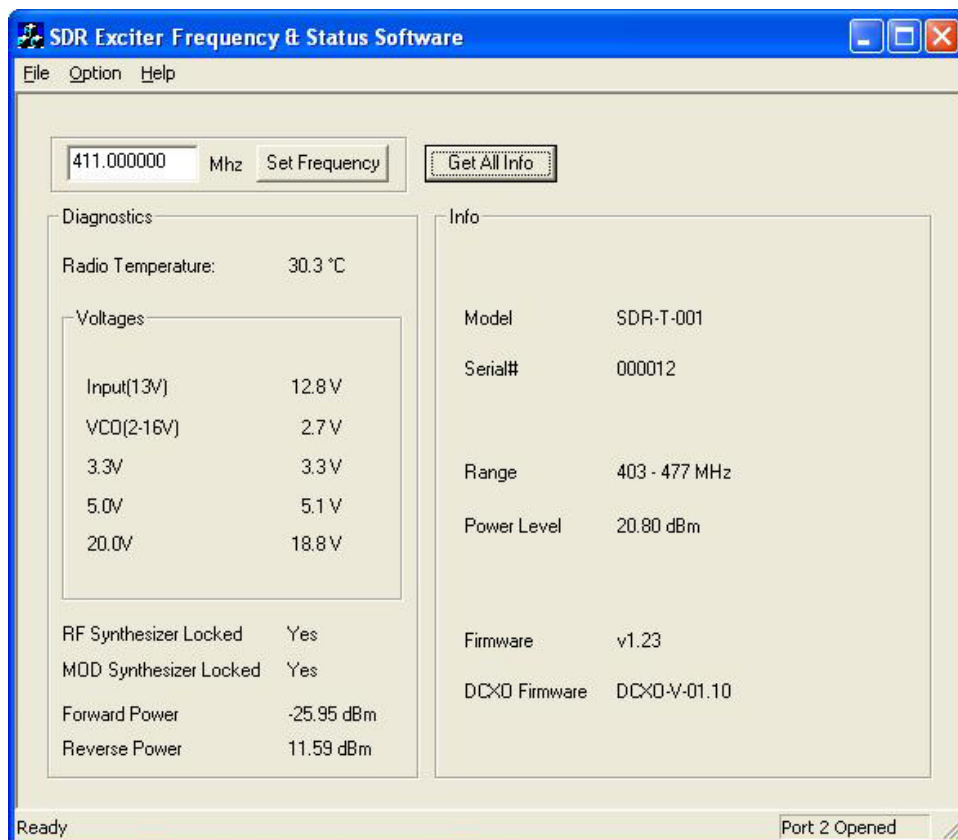 SDR Exciter Frequency & Status Software
File Option Help
411.000000 Mhz Set Frequency Get All Info
Diagnostics
Radio Temperature: 30.3 °C
Voltages
Input(13V) 12.8 V
VCO(2-16V) 2.7 V
3.3V 3.3 V
5.0V 5.1 V
20.0V 18.8 V
RF Synthesizer Locked Yes
MOD Synthesizer Locked Yes
Forward Power -25.95 dBm
Reverse Power 11.59 dBm
Info
Model SDR-T-001
Serial# 000012
Range 403 - 477 MHz
Power Level 20.80 dBm
Firmware v1.23
DCXO Firmware DCXO-V-01.10
Ready Port 2 Opened